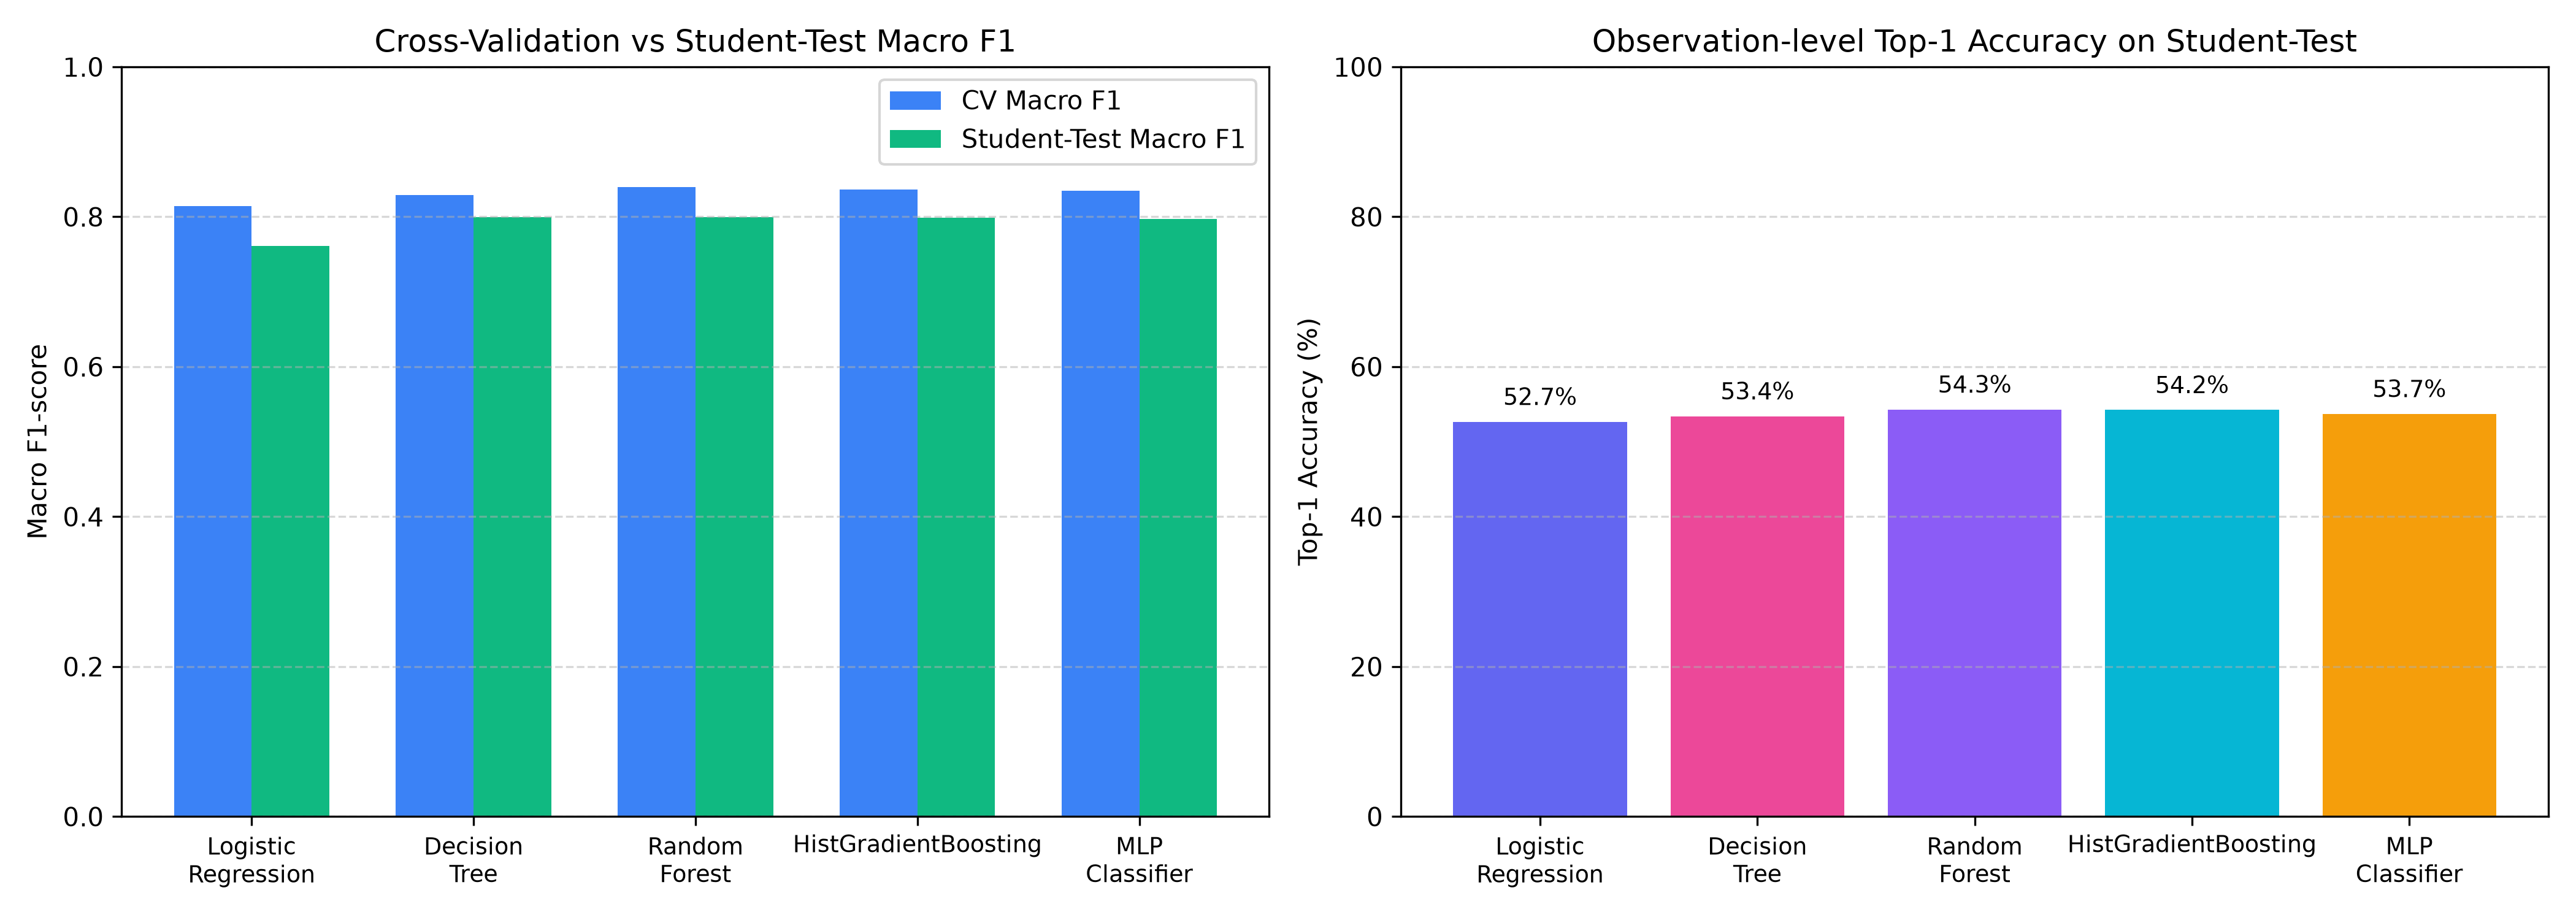 Cross-Validation vs Student-Test Macro F1
CV Macro F1
Student-Test Macro F1
Macro F1-score
1.0
0.8
0.6
0.4
0.2
0.0
Logistic
Regression
Decision
Tree
Random
Forest
HistGradientBoosting
MLP
Classifier
Observation-level Top-1 Accuracy on Student-Test
Top-1 Accuracy (%)
100
80
60
40
20
0
52.7%
53.4%
54.3%
54.2%
53.7%
Logistic
Regression
Decision
Tree
Random
Forest
HistGradientBoosting
MLP
Classifier